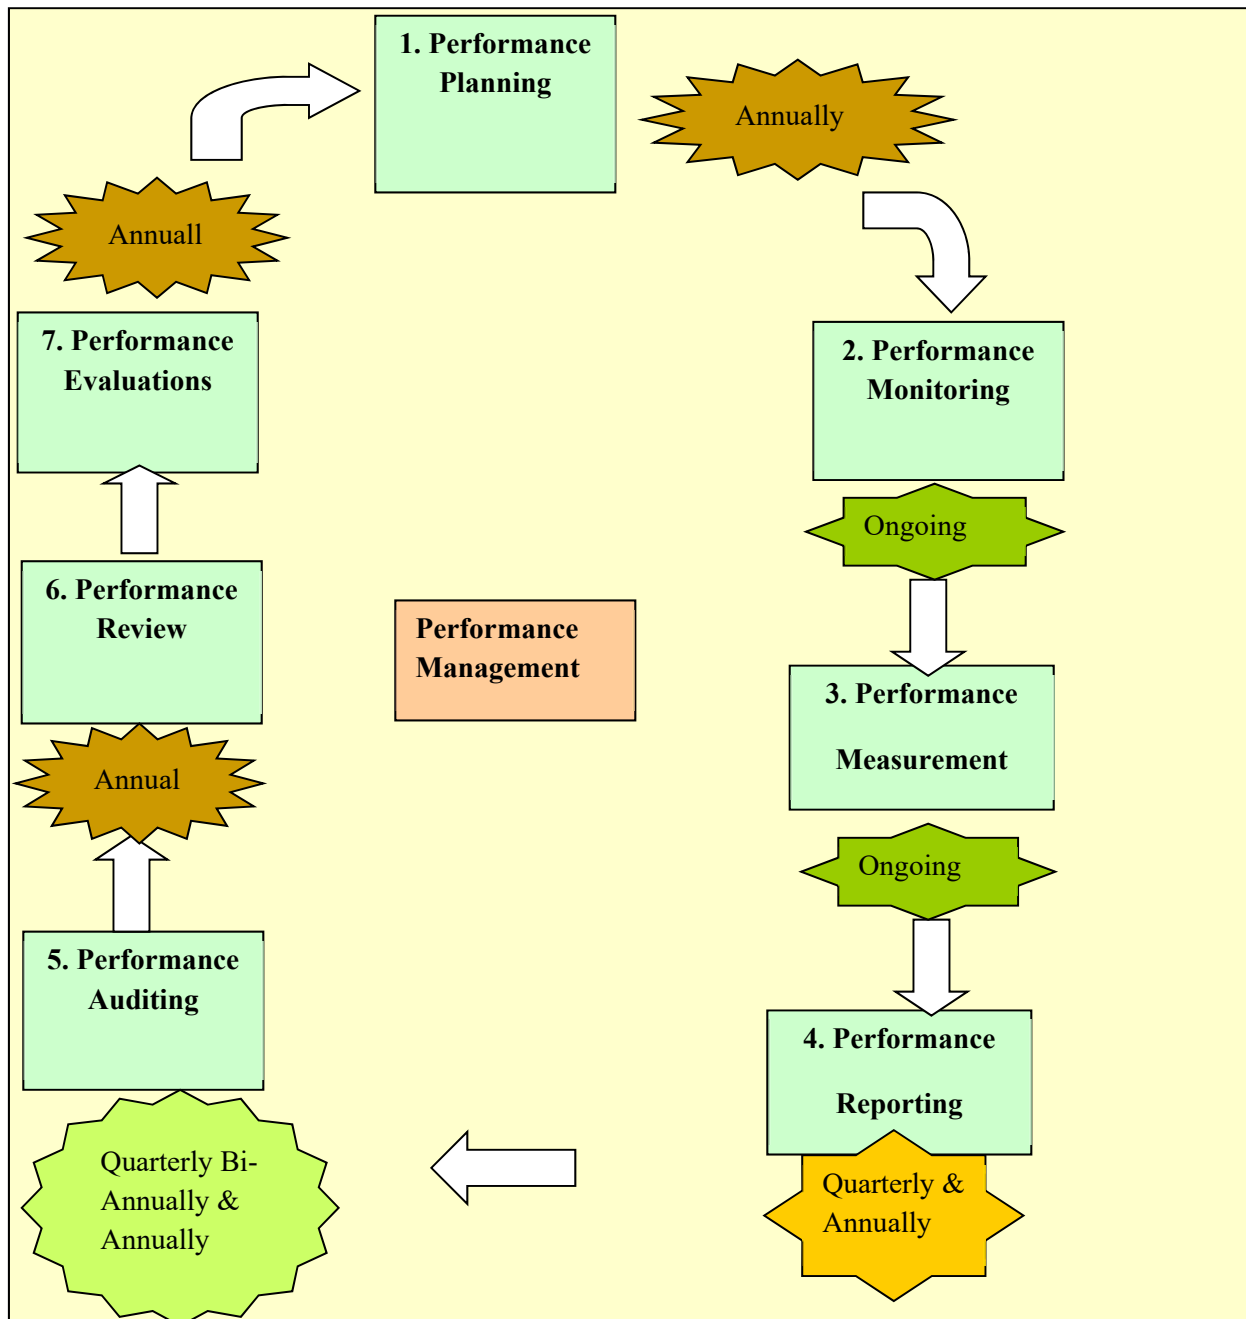 1. Performance
Planning
Annually
2. Performance
Monitoring
Ongoing
3. Performance
Measurement
Ongoing
4. Performance
Reporting
Quarterly &
Annually
5. Performance
Auditing
Quarterly Bi-
Annually &
Annually
6. Performance
Review
Annual
7. Performance
Evaluations
Annuall
Performance
Management